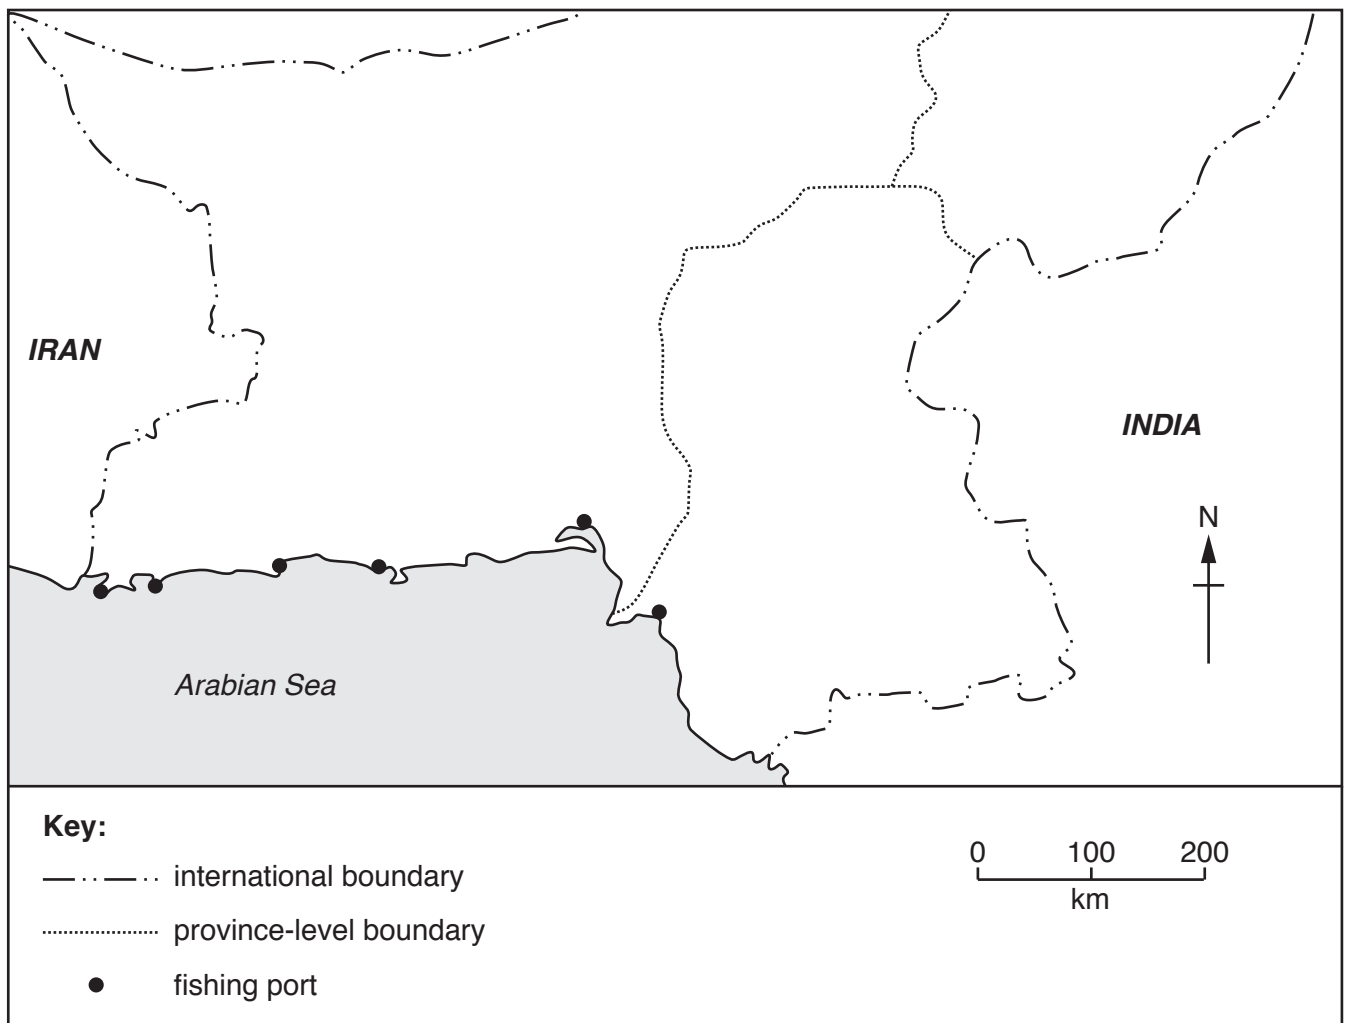 IRAN
INDIA
N
Arabian Sea
Key:
international boundary
province-level boundary
fishing port
0 100 200
km